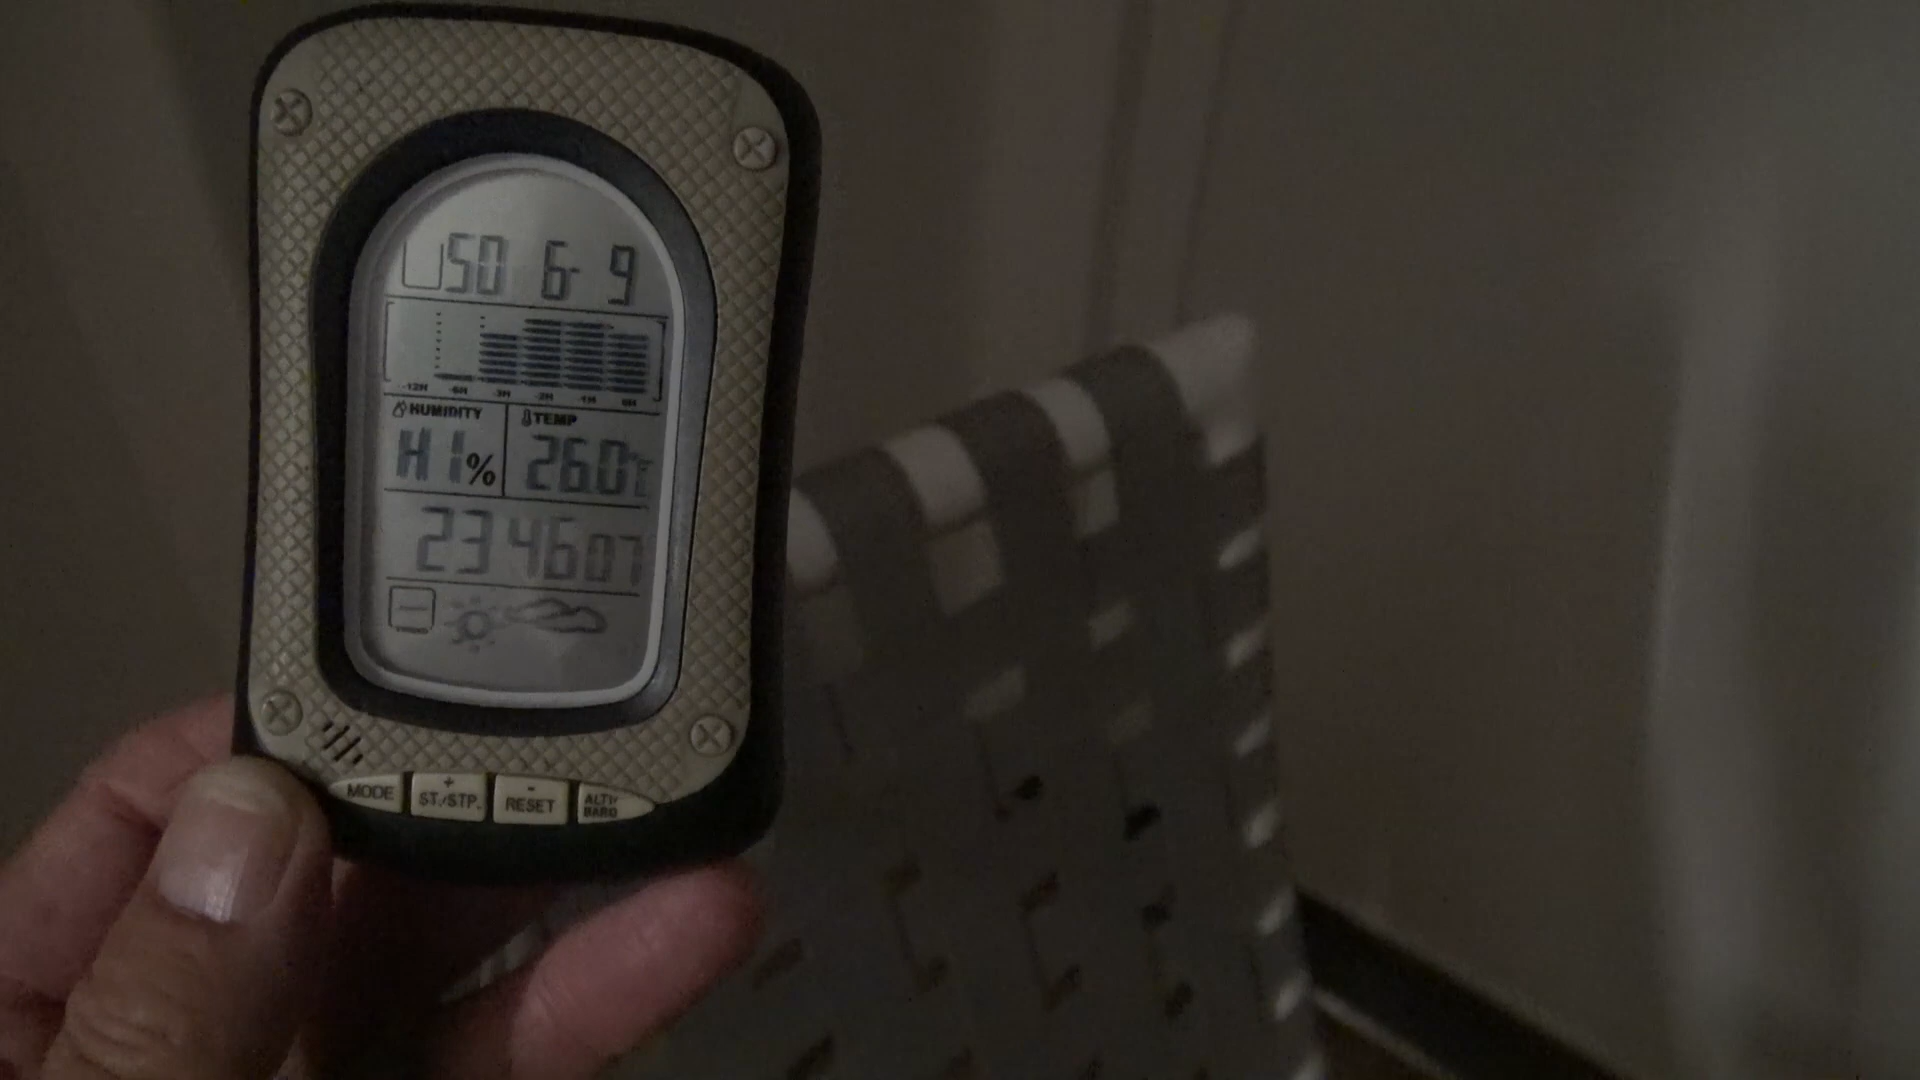 SU 6- 9
-12H -6H -3H -2H -1H 0H
HUMIDITY TEMP
HI% 26.0°C
23 46 07
MODE + ST./STP. - RESET ALTI/BARO